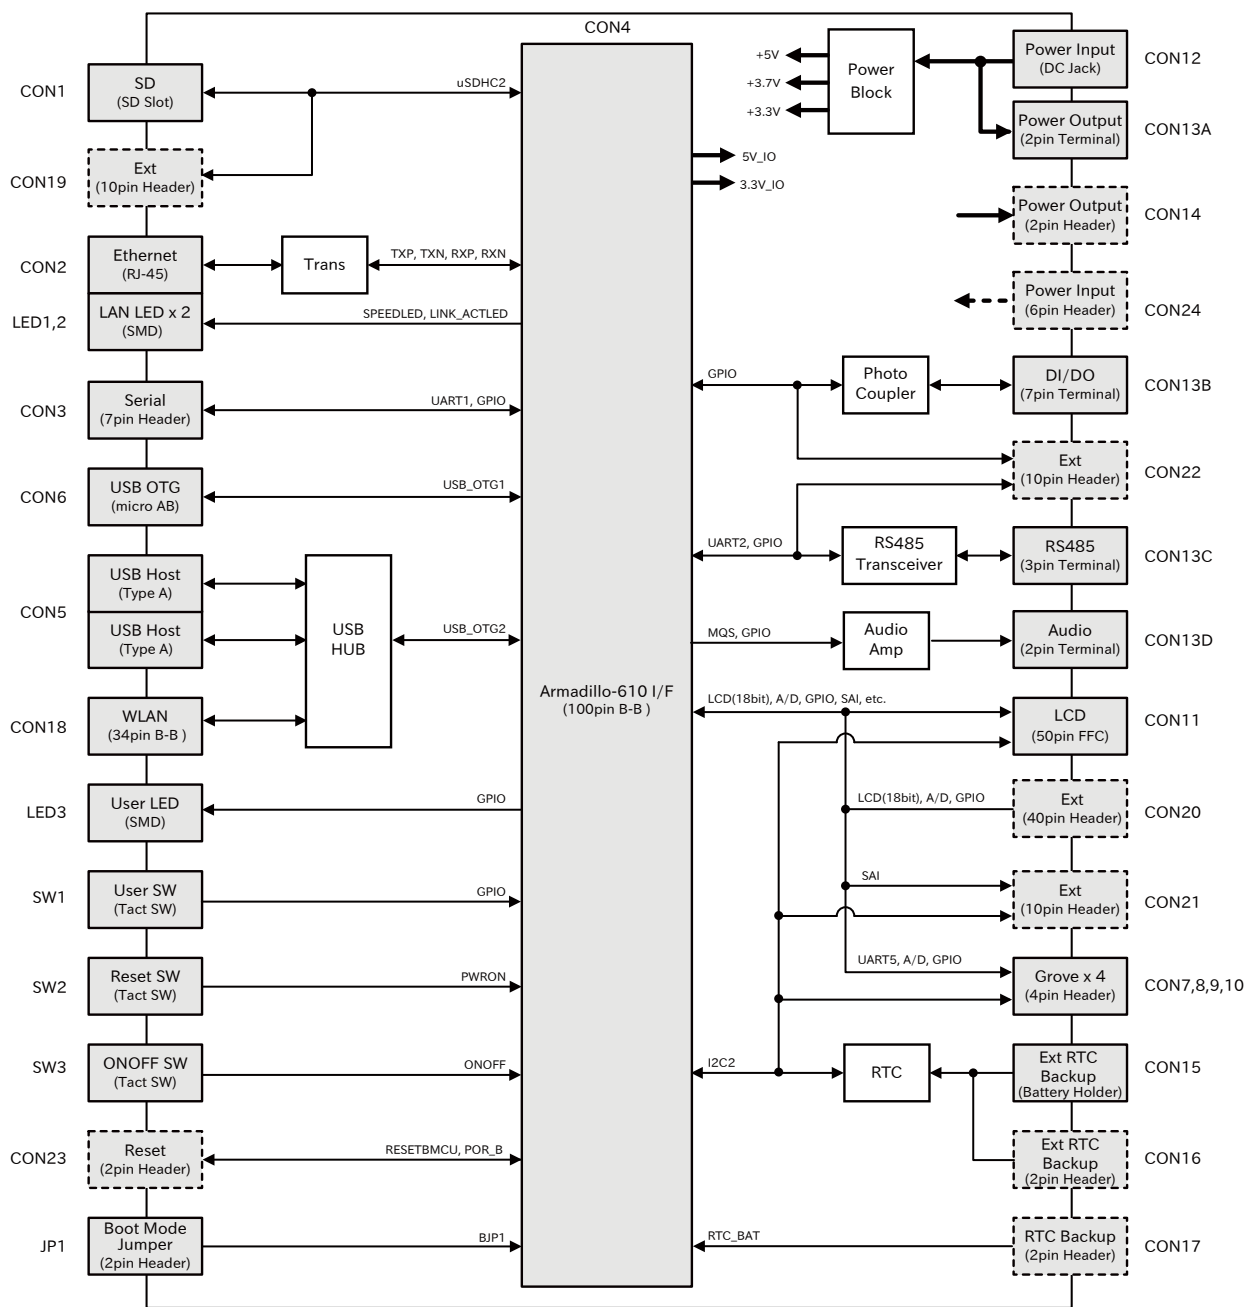 CON4
CON1
SD
(SD Slot)
uSDHC2
CON19
Ext
(10pin Header)
CON2
Ethernet
(RJ-45)
Trans
TXP, TXN, RXP, RXN
LED1,2
LAN LED x 2
(SMD)
SPEEDLED, LINK_ACTLED
CON3
Serial
(7pin Header)
UART1, GPIO
CON6
USB OTG
(micro AB)
USB_OTG1
CON5
USB Host
(Type A)
USB Host
(Type A)
USB
HUB
USB_OTG2
CON18
WLAN
(34pin B-B )
LED3
User LED
(SMD)
GPIO
SW1
User SW
(Tact SW)
GPIO
SW2
Reset SW
(Tact SW)
PWRON
SW3
ONOFF SW
(Tact SW)
ONOFF
CON23
Reset
(2pin Header)
RESETBMCU, POR_B
JP1
Boot Mode
Jumper
(2pin Header)
BJP1
Armadillo-610 I/F
(100pin B-B )
+5V
+3.7V
+3.3V
Power
Block
Power Input
(DC Jack)
CON12
Power Output
(2pin Terminal)
CON13A
5V_IO
3.3V_IO
Power Output
(2pin Header)
CON14
Power Input
(6pin Header)
CON24
GPIO
Photo
Coupler
DI/DO
(7pin Terminal)
CON13B
Ext
(10pin Header)
CON22
UART2, GPIO
RS485
Transceiver
RS485
(3pin Terminal)
CON13C
MQS, GPIO
Audio
Amp
Audio
(2pin Terminal)
CON13D
LCD(18bit), A/D, GPIO, SAI, etc.
LCD
(50pin FFC)
CON11
LCD(18bit), A/D, GPIO
Ext
(40pin Header)
CON20
SAI
Ext
(10pin Header)
CON21
UART5, A/D, GPIO
Grove x 4
(4pin Header)
CON7,8,9,10
I2C2
RTC
Ext RTC
Backup
(Battery Holder)
CON15
Ext RTC
Backup
(2pin Header)
CON16
RTC_BAT
RTC Backup
(2pin Header)
CON17